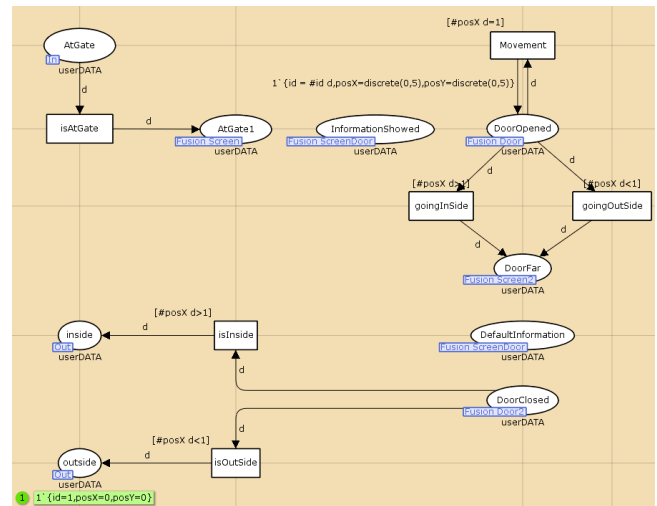 [#posX d=1]
AtGate
In
userDATA
Movement
d
1`{id = #id d,posX=discrete(0,5),posY=discrete(0,5)}
d
isAtGate
d
AtGate1
Fusion Screen
userDATA
InformationShowed
Fusion ScreenDoor
userDATA
DoorOpened
Fusion Door
userDATA
d
d
[#posX d>1]
[#posX d<1]
goingInSide
goingOutSide
d
d
DoorFar
Fusion Screen2
userDATA
[#posX d>1]
inside
Out
userDATA
d
isInside
DefaultInformation
Fusion ScreenDoor
userDATA
d
DoorClosed
Fusion Door2
userDATA
d
[#posX d<1]
outside
Out
userDATA
d
isOutSide
1 1`{id=1,posX=0,posY=0}